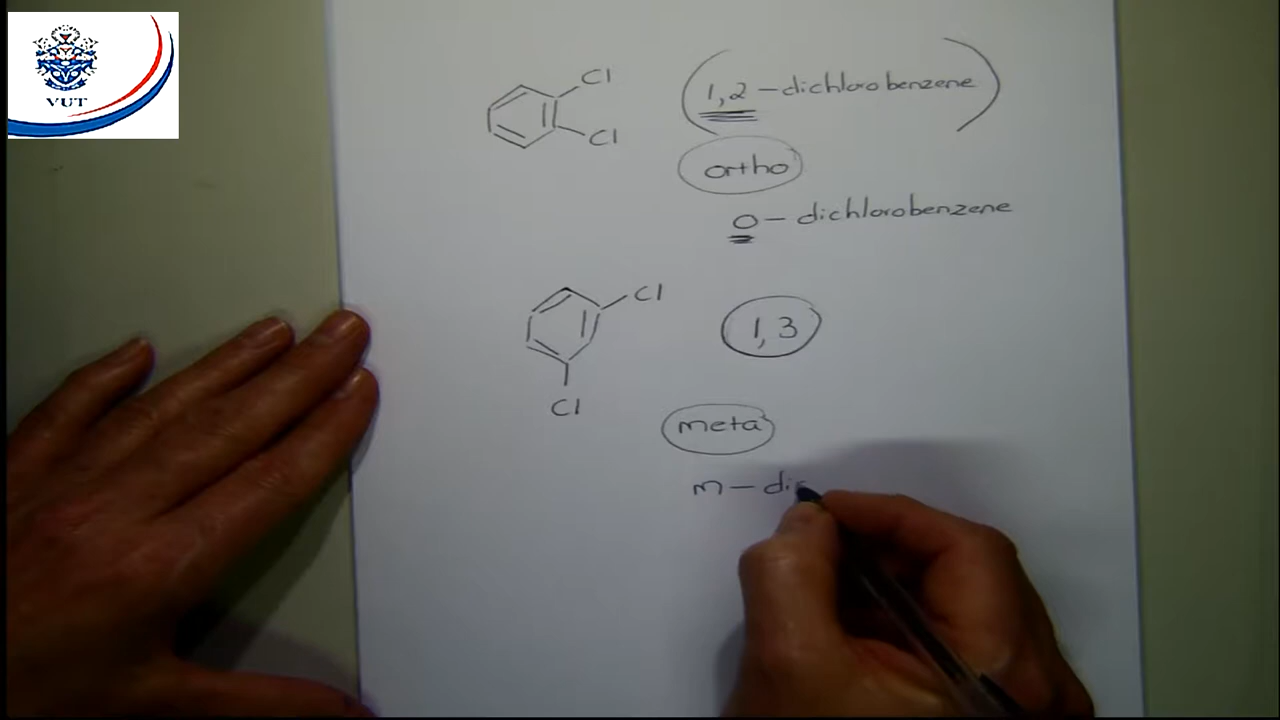 VUT
Cl
(1,2-dichlorobenzene)
Cl
ortho
o-dichlorobenzene
Cl
1,3
Cl
meta
m-di